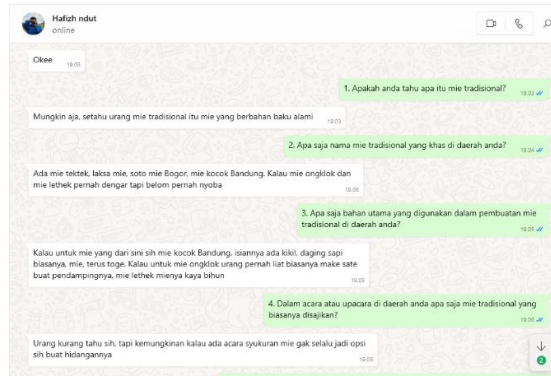 Hafizh ndut
online
Okee
19.03
1. Apakah anda tahu apa itu mie tradisional?
19.03
Mungkin aja, setahu urang mie tradisional itu mie yang berbahan baku alami
19.03
2. Apa saja nama mie tradisional yang khas di daerah anda?
19.04
Ada mie tektek, laksa mie, soto mie Bogor, mie kocok Bandung. Kalau mie ongklok dan
mie lethek pernah dengar tapi belom pernah nyoba
19.05
3. Apa saja bahan utama yang digunakan dalam pembuatan mie
tradisional di daerah anda?
19.05
Kalau untuk mie yang dari sini sih mie kocok Bandung, isiannya ada kikil, daging sapi
biasanya, mie, terus toge. Kalau untuk mie ongklok urang pernah liat biasanya make sate
buat pendampingnya, mie lethek mienya kaya bihun
19.05
4. Dalam acara atau upacara di daerah anda apa saja mie tradisional yang
biasanya disajikan?
19.06
Urang kurang tahu sih, tapi kemungkinan kalau ada acara syukuran mie gak selalu jadi opsi
sih buat hidangannya
19.06
2